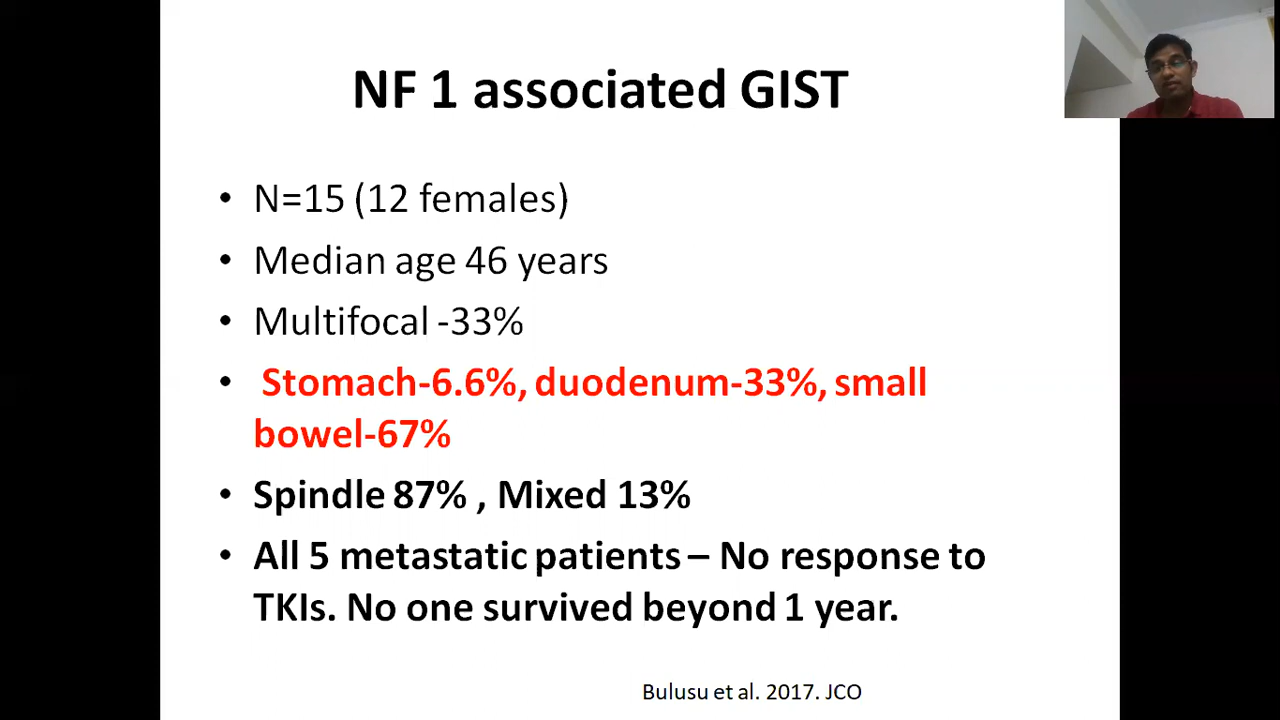 NF 1 associated GIST
• N=15 (12 females)
• Median age 46 years
• Multifocal -33%
• Stomach-6.6%, duodenum-33%, small
bowel-67%
• Spindle 87% , Mixed 13%
• All 5 metastatic patients – No response to
TKIs. No one survived beyond 1 year.
Bulusu et al. 2017. JCO